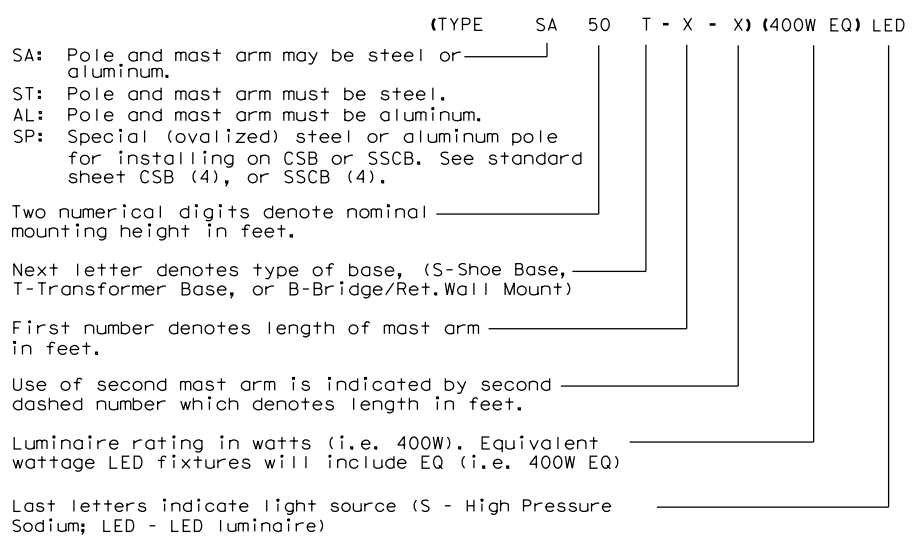 (TYPE SA 50 T - X - X) (400W EQ) LED
SA: Pole and mast arm may be steel or
aluminum.
ST: Pole and mast arm must be steel.
AL: Pole and mast arm must be aluminum.
SP: Special (ovalized) steel or aluminum pole
for installing on CSB or SSCB. See standard
sheet CSB (4), or SSCB (4).
Two numerical digits denote nominal
mounting height in feet.
Next letter denotes type of base, (S-Shoe Base,
T-Transformer Base, or B-Bridge/Ret.Wall Mount)
First number denotes length of mast arm
in feet.
Use of second mast arm is indicated by second
dashed number which denotes length in feet.
Luminaire rating in watts (i.e. 400W). Equivalent
wattage LED fixtures will include EQ (i.e. 400W EQ)
Last letters indicate light source (S - High Pressure
Sodium; LED - LED luminaire)